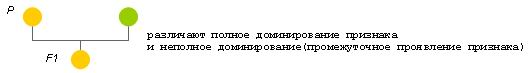 P
различают полное доминирование признака
и неполное доминирование(промежуточное проявление признака)
F1